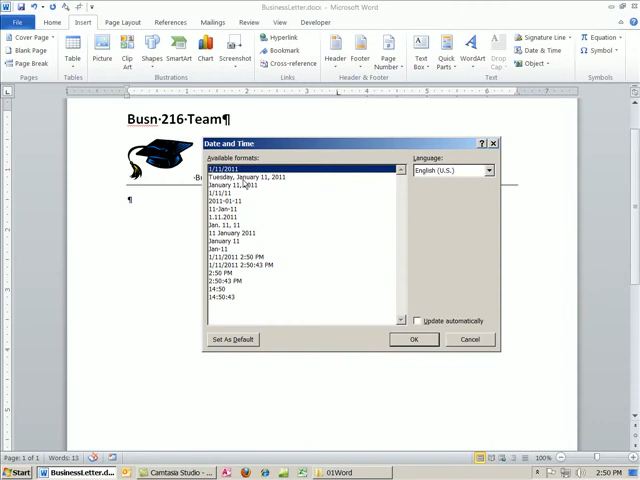 BusinessLetter.docx - Microsoft Word
File Home Insert Page Layout References Mailings Review View Developer
Cover Page
Blank Page
Page Break
Pages
Table
Tables
Picture
Clip Art
Shapes
SmartArt
Chart
Screenshot
Illustrations
Hyperlink
Bookmark
Cross-reference
Links
Header
Footer
Page Number
Header & Footer
Text Box
Quick Parts
WordArt
Drop Cap
Signature Line
Date & Time
Object
Text
Equation
Symbol
Symbols
Busn·216·Team¶
Date and Time
Available formats:
1/11/2011
Tuesday, January 11, 2011
January 11, 2011
1/11/11
2011-01-11
11-Jan-11
1.11.2011
Jan. 11, 11
11 January 2011
January 11
Jan-11
1/11/2011 2:50 PM
1/11/2011 2:50:43 PM
2:50 PM
2:50:43 PM
14:50
14:50:43
Language:
English (U.S.)
Update automatically
Set As Default
OK
Cancel
Page: 1 of 1 Words: 13
100%
Start
BusinessLetter.d...
Camtasia Studio - ...
01Word
2:50 PM